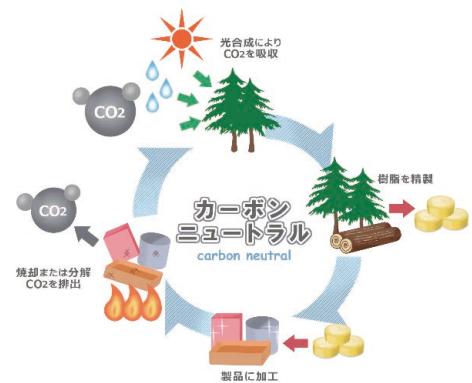 光合成により
CO2を吸収
CO2
樹脂を精製
カーボン
ニュートラル
carbon neutral
CO2
焼却または分解
CO2を排出
製品に加工